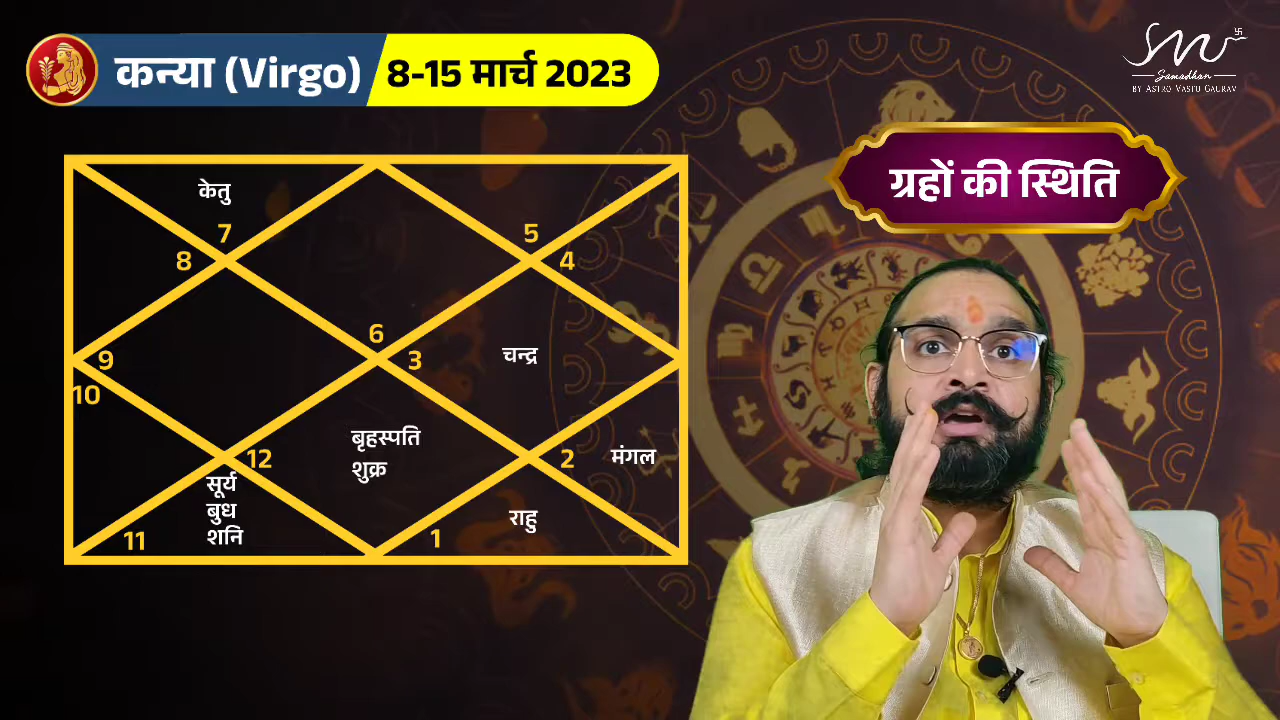 कन्या (Virgo)
8-15 मार्च 2023
Samadhan
BY ASTRO VASTU GAURAV
ग्रहों की स्थिति
केतु
7
8
5
4
6
9
3
चन्द्र
10
बृहस्पति
शुक्र
12
2
मंगल
सूर्य
बुध
शनि
राहु
11
1